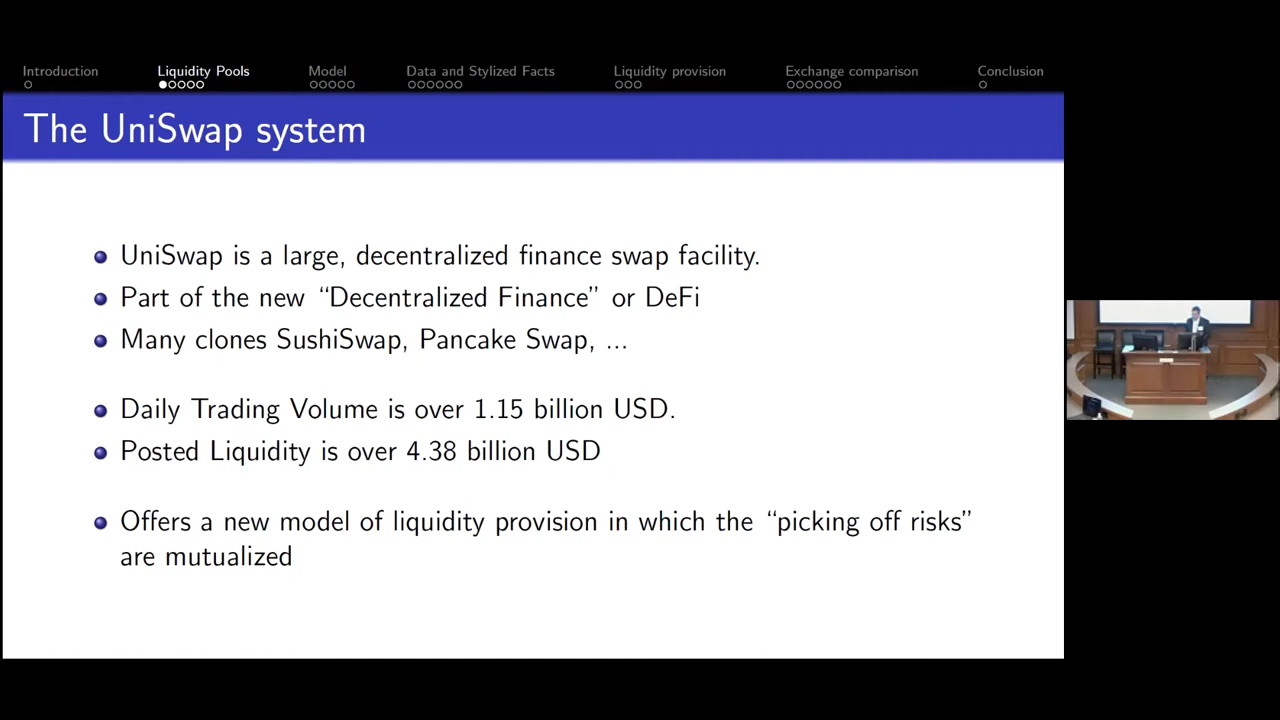 Introduction
Liquidity Pools
Model
Data and Stylized Facts
Liquidity provision
Exchange comparison
Conclusion
The UniSwap system
UniSwap is a large, decentralized finance swap facility.
Part of the new “Decentralized Finance” or DeFi
Many clones SushiSwap, Pancake Swap, ...
Daily Trading Volume is over 1.15 billion USD.
Posted Liquidity is over 4.38 billion USD
Offers a new model of liquidity provision in which the “picking off risks”
are mutualized